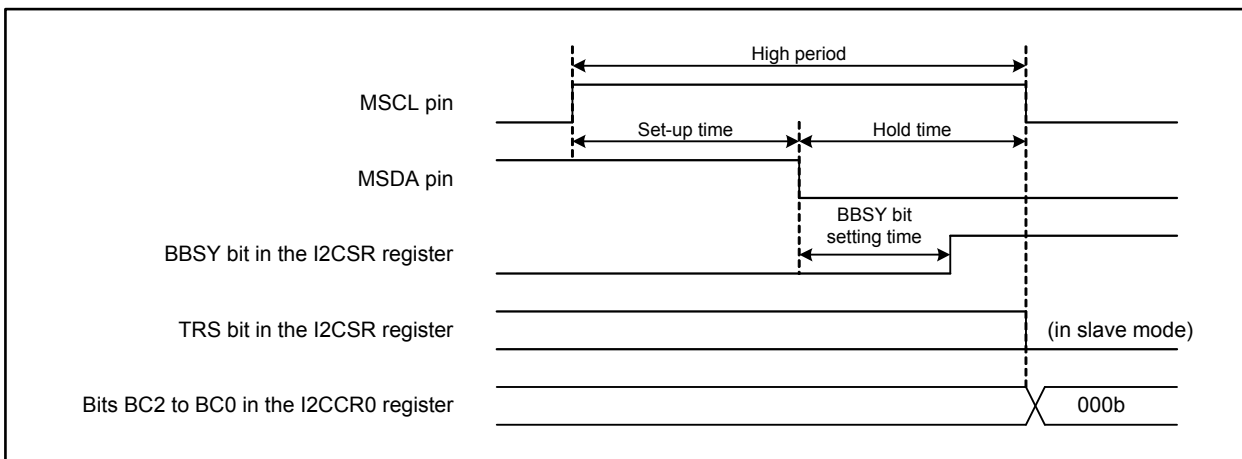 High period
MSCL pin
Set-up time
Hold time
MSDA pin
BBSY bit
setting time
BBSY bit in the I2CSR register
TRS bit in the I2CSR register
(in slave mode)
Bits BC2 to BC0 in the I2CCR0 register
000b